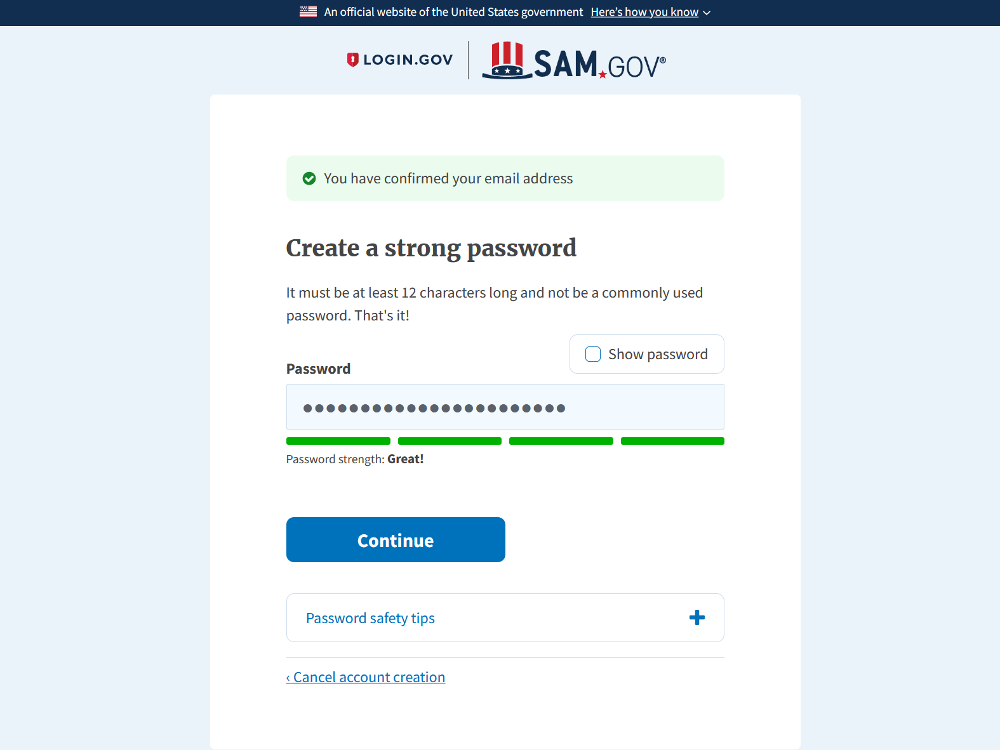 An official website of the United States government Here’s how you know
LOGIN.GOV
SAM.GOV®
You have confirmed your email address
Create a strong password
It must be at least 12 characters long and not be a commonly used
password. That's it!
Show password
Password
●●●●●●●●●●●●●●●●●●●●●●●
Password strength: Great!
Continue
Password safety tips
‹ Cancel account creation